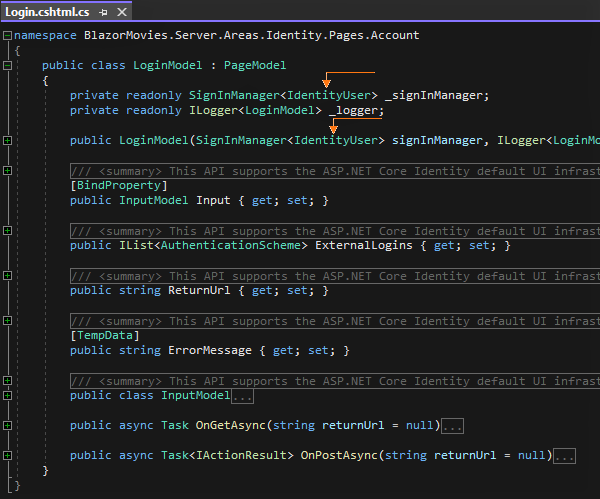 Login.cshtml.cs
namespace BlazorMovies.Server.Areas.Identity.Pages.Account
{
public class LoginModel : PageModel
{
private readonly SignInManager<IdentityUser> _signInManager;
private readonly ILogger<LoginModel> _logger;
public LoginModel(SignInManager<IdentityUser> signInManager, ILogger<LoginMo
/// <summary> This API supports the ASP.NET Core Identity default UI infrast
[BindProperty]
public InputModel Input { get; set; }
/// <summary> This API supports the ASP.NET Core Identity default UI infrast
public IList<AuthenticationScheme> ExternalLogins { get; set; }
/// <summary> This API supports the ASP.NET Core Identity default UI infrast
public string ReturnUrl { get; set; }
/// <summary> This API supports the ASP.NET Core Identity default UI infrast
[TempData]
public string ErrorMessage { get; set; }
/// <summary> This API supports the ASP.NET Core Identity default UI infrast
public class InputModel...
public async Task OnGetAsync(string returnUrl = null)...
public async Task<IActionResult> OnPostAsync(string returnUrl = null)...
}
}